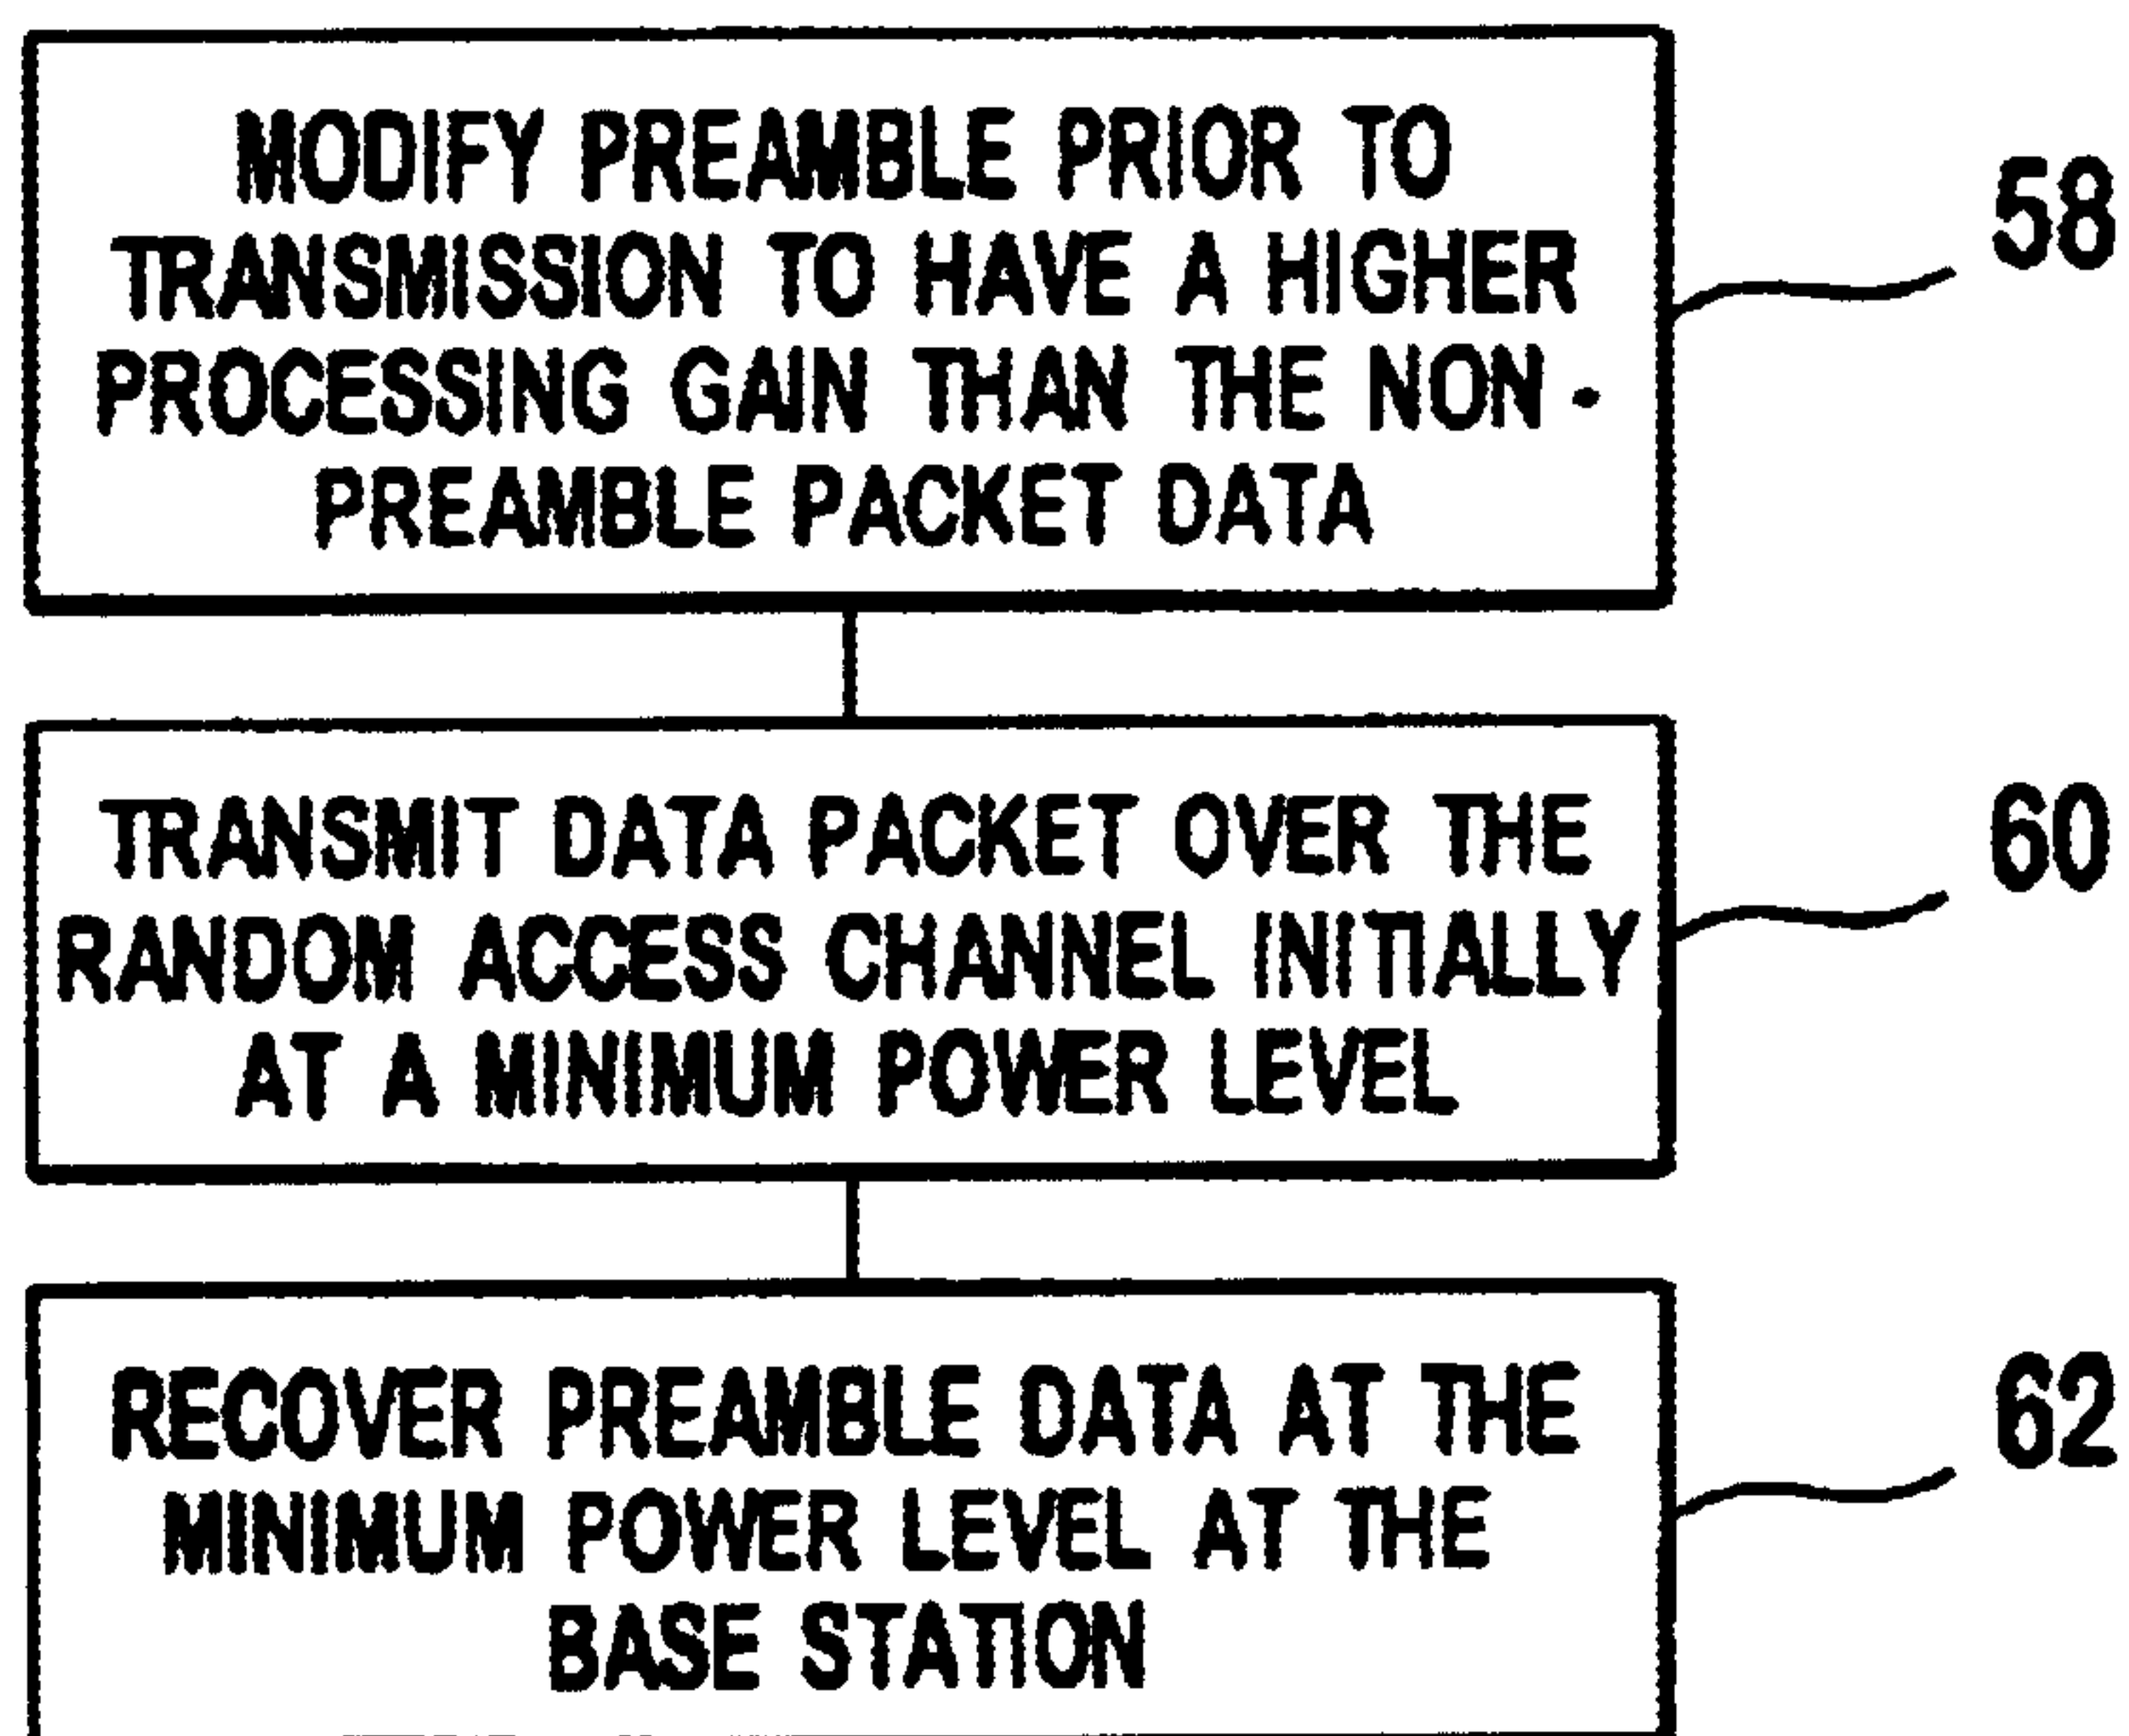 MODIFY PREAMBLE PRIOR TO
TRANSMISSION TO HAVE A HIGHER
PROCESSING GAIN THAN THE NON-
PREAMBLE PACKET DATA
58
TRANSMIT DATA PACKET OVER THE
RANDOM ACCESS CHANNEL INITIALLY
AT A MINIMUM POWER LEVEL
60
RECOVER PREAMBLE DATA AT THE
MINIMUM POWER LEVEL AT THE
BASE STATION
62